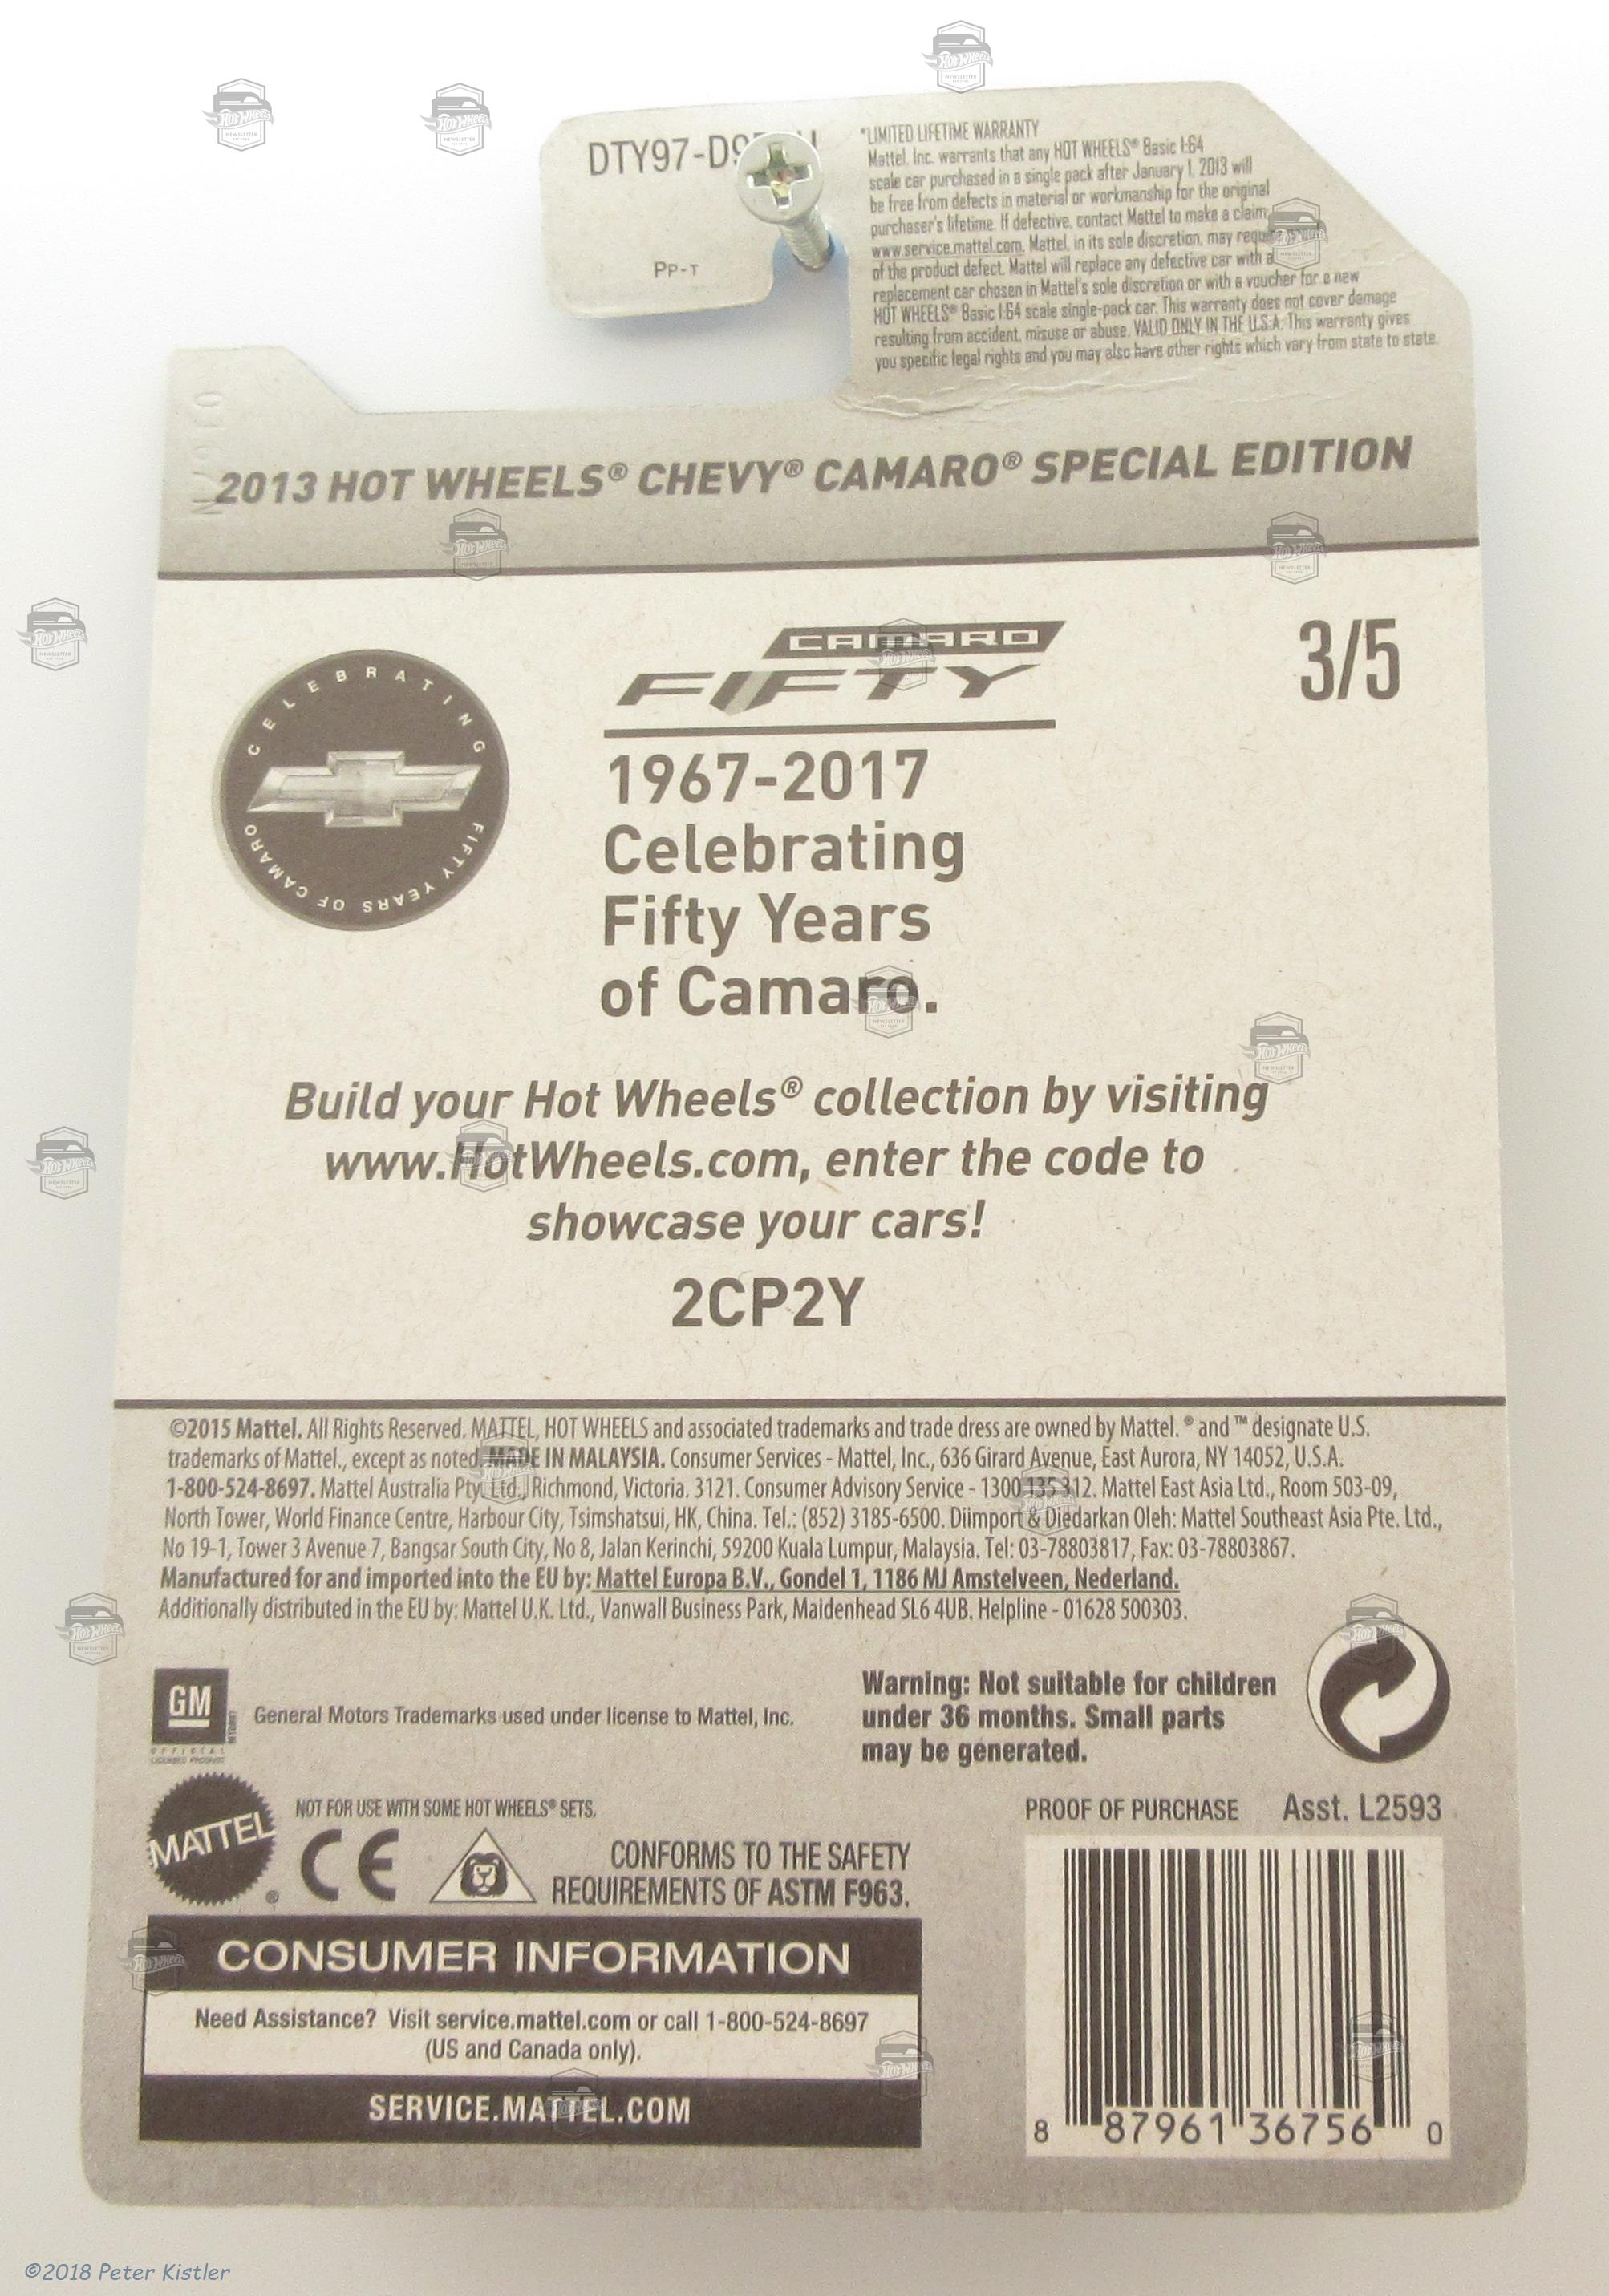 DTY97-D9
PP-T
*LIMITED LIFETIME WARRANTY
Mattel, Inc. warrants that any HOT WHEELS® Basic 1:64
scale car purchased in a single pack after January 1, 2013 will
be free from defects in material or workmanship for the original
purchaser's lifetime. If defective, contact Mattel to make a claim:
www.service.mattel.com. Mattel, in its sole discretion, may require
of the product defect. Mattel will replace any defective car with a
replacement car chosen in Mattel's sole discretion or with a voucher for a new
HOT WHEELS® Basic 1:64 scale single-pack car. This warranty does not cover damage
resulting from accident, misuse or abuse. VALID ONLY IN THE U.S.A. This warranty gives
you specific legal rights and you may also have other rights which vary from state to state.
2013 HOT WHEELS® CHEVY® CAMARO® SPECIAL EDITION
CAMARO
FIFTY
3/5
CELEBRATING
FIFTY YEARS OF CAMARO
1967-2017
Celebrating
Fifty Years
of Camaro.
Build your Hot Wheels® collection by visiting
www.HotWheels.com, enter the code to
showcase your cars!
2CP2Y
©2015 Mattel. All Rights Reserved. MATTEL, HOT WHEELS and associated trademarks and trade dress are owned by Mattel. ® and ™ designate U.S.
trademarks of Mattel., except as noted. MADE IN MALAYSIA. Consumer Services - Mattel, Inc., 636 Girard Avenue, East Aurora, NY 14052, U.S.A.
1-800-524-8697. Mattel Australia Pty. Ltd., Richmond, Victoria. 3121. Consumer Advisory Service - 1300 135 312. Mattel East Asia Ltd., Room 503-09,
North Tower, World Finance Centre, Harbour City, Tsimshatsui, HK, China. Tel.: (852) 3185-6500. Diimport & Diedarkan Oleh: Mattel Southeast Asia Pte. Ltd.,
No 19-1, Tower 3 Avenue 7, Bangsar South City, No 8, Jalan Kerinchi, 59200 Kuala Lumpur, Malaysia. Tel: 03-78803817, Fax: 03-78803867.
Manufactured for and imported into the EU by: Mattel Europa B.V., Gondel 1, 1186 MJ Amstelveen, Nederland.
Additionally distributed in the EU by: Mattel U.K. Ltd., Vanwall Business Park, Maidenhead SL6 4UB. Helpline - 01628 500303.
GM
OFFICIAL
LICENSED PRODUCT
General Motors Trademarks used under license to Mattel, Inc.
Warning: Not suitable for children
under 36 months. Small parts
may be generated.
MATTEL®
NOT FOR USE WITH SOME HOT WHEELS® SETS.
CE
CONFORMS TO THE SAFETY
REQUIREMENTS OF ASTM F963.
PROOF OF PURCHASE Asst. L2593
CONSUMER INFORMATION
Need Assistance? Visit service.mattel.com or call 1-800-524-8697
(US and Canada only).
SERVICE.MATTEL.COM
8 87961 36756 0
©2018 Peter Kistler
HOT WHEELS
NEWSLETTER